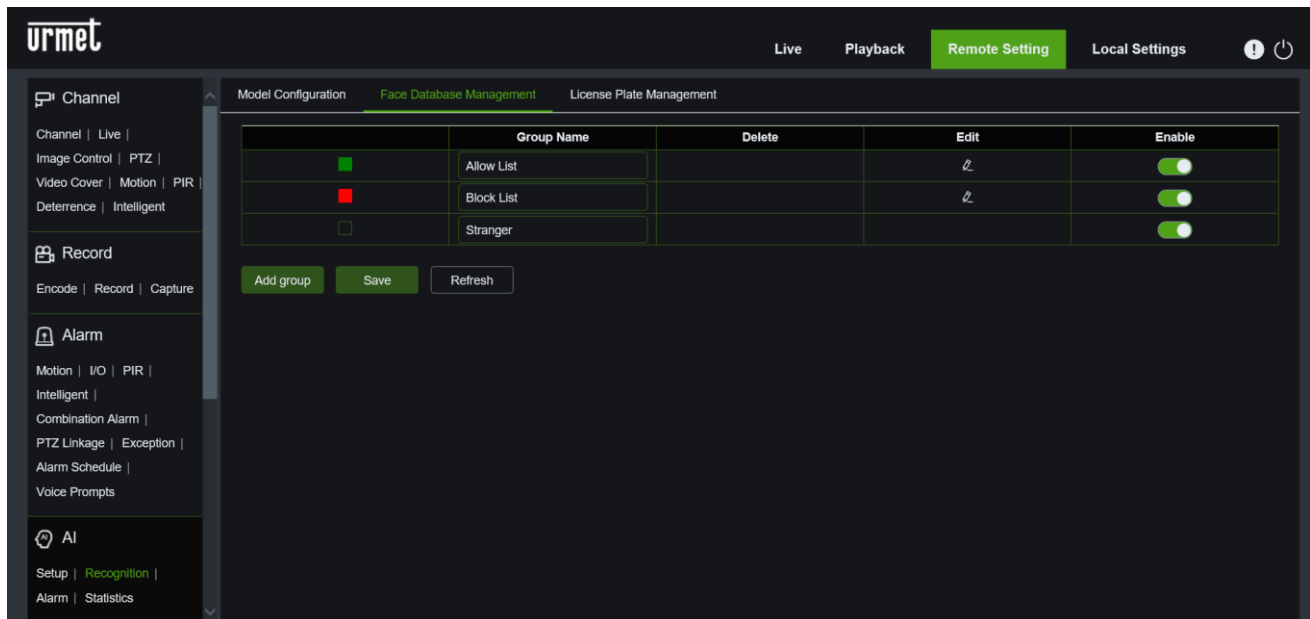 urmet
Live Playback Remote Setting Local Settings
Channel
Channel | Live |
Image Control | PTZ |
Video Cover | Motion | PIR |
Deterrence | Intelligent
Record
Encode | Record | Capture
Alarm
Motion | I/O | PIR |
Intelligent |
Combination Alarm |
PTZ Linkage | Exception |
Alarm Schedule |
Voice Prompts
AI
Setup | Recognition |
Alarm | Statistics
Model Configuration Face Database Management License Plate Management
Group Name Delete Edit Enable
Allow List
Block List
Stranger
Add group Save Refresh